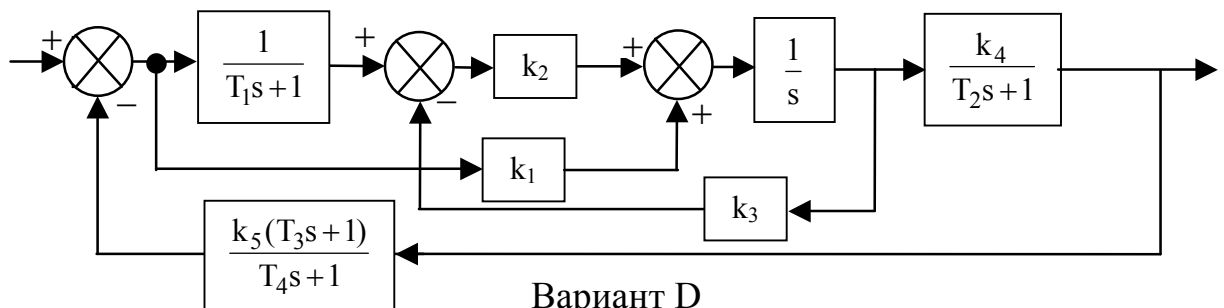 +
1
T₁s+1
+
k₂
+
1
s
k₄
T₂s+1
−
−
+
k₁
k₃
k₅(T₃s+1)
T₄s+1
Вариант D